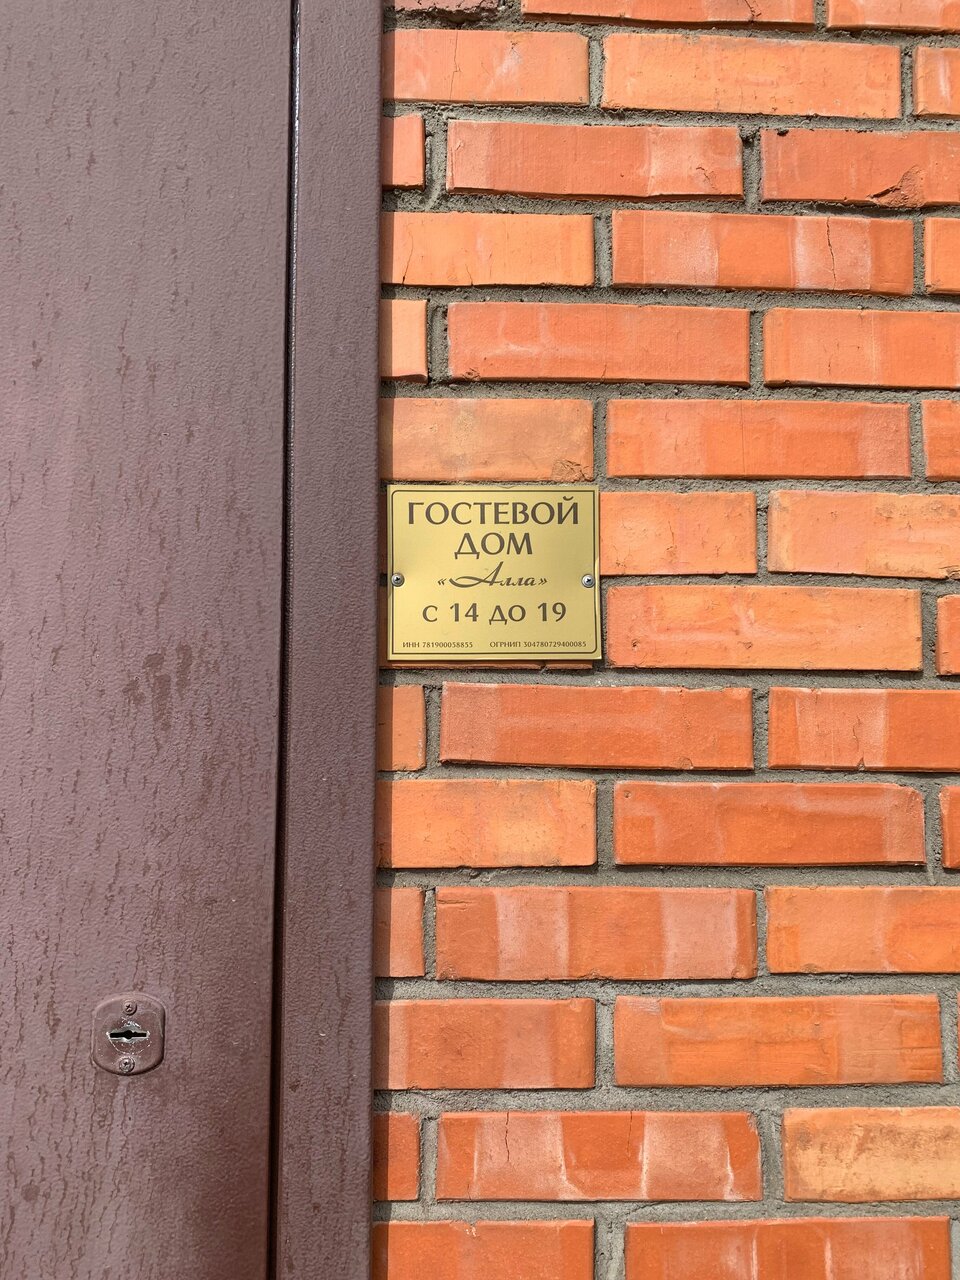 ГОСТЕВОЙ
ДОМ
«Алла»
С 14 ДО 19
ИНН 781900058855 ОГРНИП 304780729400085